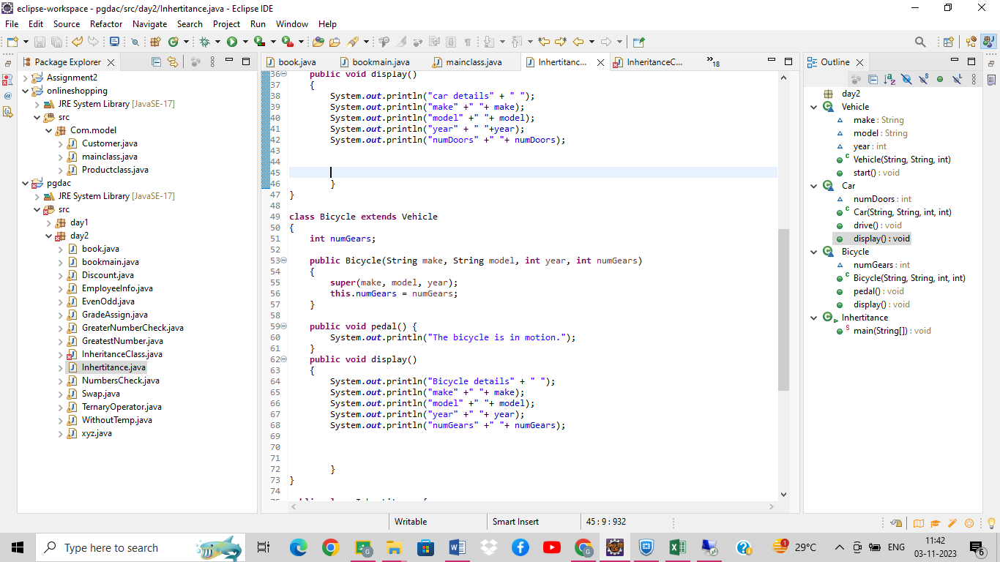 eclipse-workspace - pgdac/src/day2/Inhertitance.java - Eclipse IDE
File Edit Source Refactor Navigate Search Project Run Window Help
Package Explorer
Assignment2
onlineshopping
JRE System Library [JavaSE-17]
src
Com.model
Customer.java
mainclass.java
Productclass.java
pgdac
JRE System Library [JavaSE-17]
src
day1
day2
book.java
bookmain.java
Discount.java
EmployeeInfo.java
EvenOdd.java
GradeAssign.java
GreaterNumberCheck.java
GreatestNumber.java
InheritanceClass.java
Inhertitance.java
NumbersCheck.java
Swap.java
TernaryOperator.java
WithoutTemp.java
xyz.java
book.java bookmain.java mainclass.java Inhertitanc... InheritanceC... »18
36 public void display()
37 {
38 System.out.println("car details" + " ");
39 System.out.println("make" +" "+ make);
40 System.out.println("model" +" "+ model);
41 System.out.println("year" + " "+year);
42 System.out.println("numDoors" +" "+ numDoors);
43
44
45
46 }
47 }
48
49 class Bicycle extends Vehicle
50 {
51 int numGears;
52
53 public Bicycle(String make, String model, int year, int numGears)
54 {
55 super(make, model, year);
56 this.numGears = numGears;
57 }
58
59 public void pedal() {
60 System.out.println("The bicycle is in motion.");
61 }
62 public void display()
63 {
64 System.out.println("Bicycle details" + " ");
65 System.out.println("make" +" "+ make);
66 System.out.println("model" +" "+ model);
67 System.out.println("year" +" "+ year);
68 System.out.println("numGears" +" "+ numGears);
69
70
71
72 }
73 }
74
Outline
day2
Vehicle
make : String
model : String
year : int
Vehicle(String, String, int)
start() : void
Car
numDoors : int
Car(String, String, int, int)
drive() : void
display() : void
Bicycle
numGears : int
Bicycle(String, String, int, int)
pedal() : void
display() : void
Inhertitance
main(String[]) : void
Writable Smart Insert 45 : 9 : 932
Type here to search
1 29°C ENG 11:42
03-11-2023 6